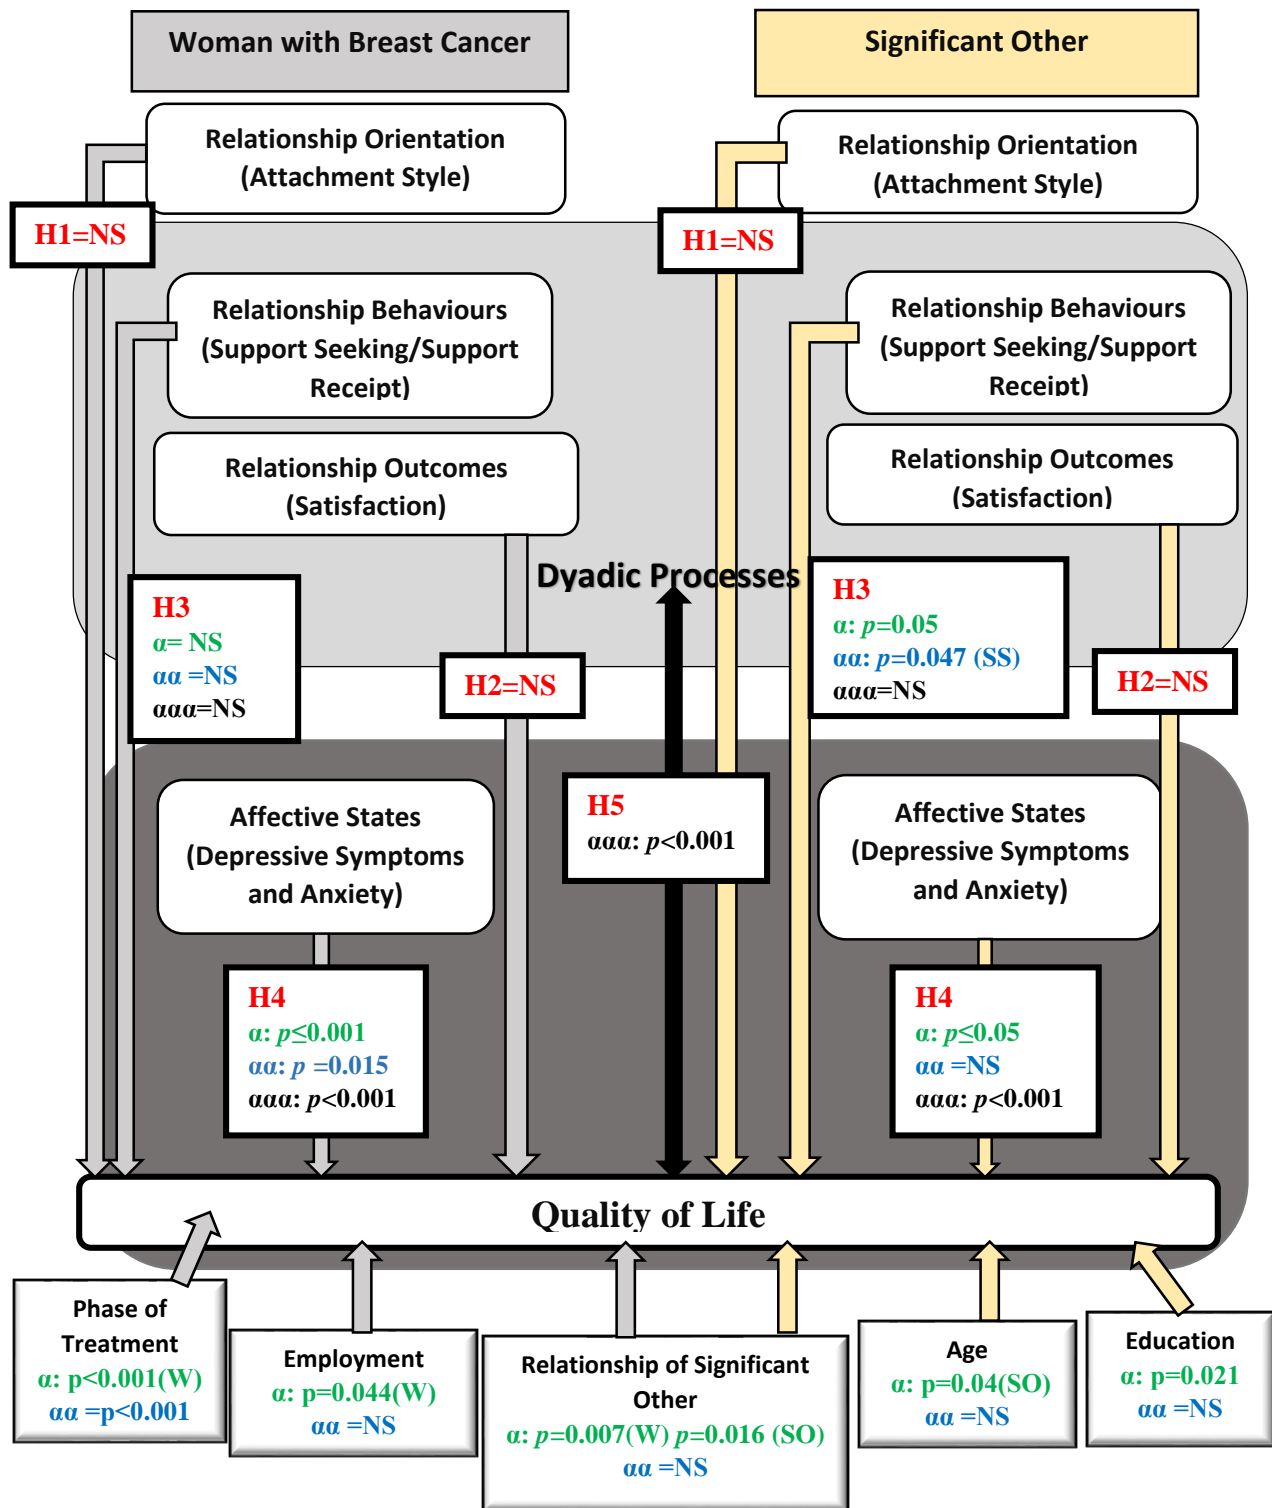 Woman with Breast Cancer
Significant Other
Relationship Orientation
(Attachment Style)
Relationship Orientation
(Attachment Style)
H1=NS
H1=NS
Relationship Behaviours
(Support Seeking/Support
Receipt)
Relationship Behaviours
(Support Seeking/Support
Receipt)
Relationship Outcomes
(Satisfaction)
Relationship Outcomes
(Satisfaction)
Dyadic Processes
H3
α= NS
αα =NS
ααα=NS
H2=NS
H3
α: p=0.05
αα: p=0.047 (SS)
ααα=NS
H2=NS
Affective States
(Depressive Symptoms
and Anxiety)
H5
ααα: p<0.001
Affective States
(Depressive Symptoms
and Anxiety)
H4
α: p≤0.001
αα: p =0.015
ααα: p<0.001
H4
α: p≤0.05
αα =NS
ααα: p<0.001
Quality of Life
Phase of
Treatment
α: p<0.001(W)
αα =p<0.001
Employment
α: p=0.044(W)
αα =NS
Relationship of Significant
Other
α: p=0.007(W) p=0.016 (SO)
αα =NS
Age
α: p=0.04(SO)
αα =NS
Education
α: p=0.021
αα =NS